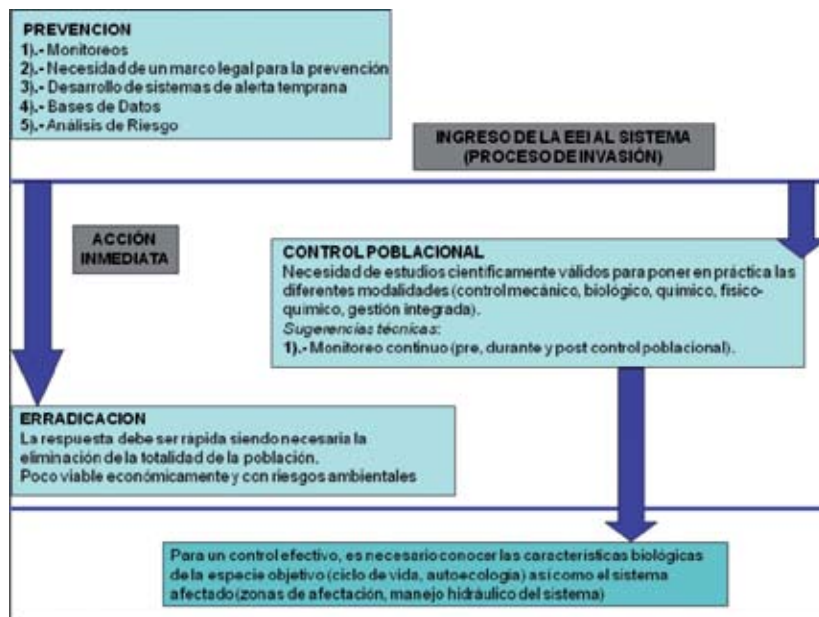 PREVENCION
1).- Monitoreos
2).- Necesidad de un marco legal para la prevención
3).- Desarrollo de sistemas de alerta temprana
4).- Bases de Datos
5).- Análisis de Riesgo
INGRESO DE LA EEI AL SISTEMA
(PROCESO DE INVASIÓN)
ACCIÓN
INMEDIATA
CONTROL POBLACIONAL
Necesidad de estudios científicamente válidos para poner en práctica las
diferentes modalidades (control mecánico, biológico, químico, físico-
químico, gestión integrada).
Sugerencias técnicas:
1).- Monitoreo continuo (pre, durante y post control poblacional).
ERRADICACION
La respuesta debe ser rápida siendo necesaria la
eliminación de la totalidad de la población.
Poco viable económicamente y con riesgos ambientales
Para un control efectivo, es necesario conocer las características biológicas
de la especie objetivo (ciclo de vida, autoecología) así como el sistema
afectado (zonas de afectación, manejo hidráulico del sistema)